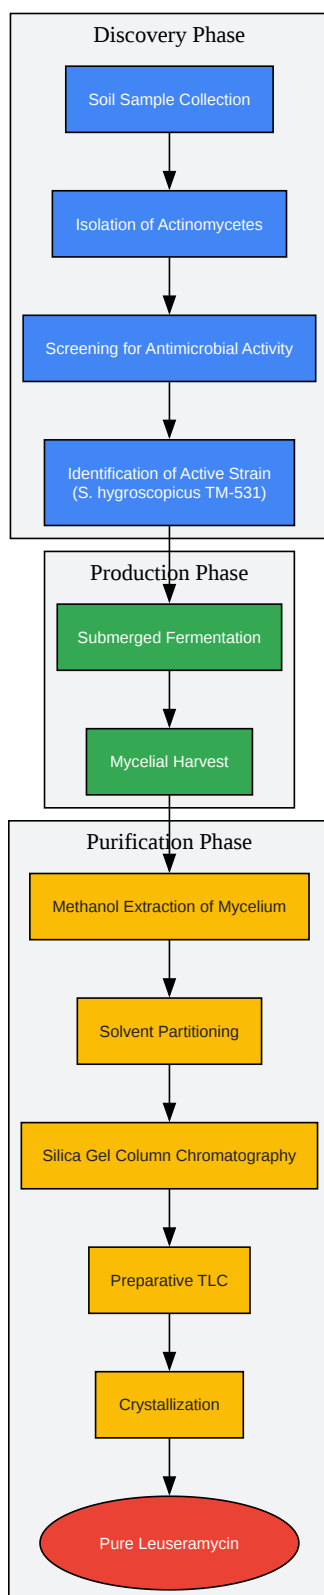 Discovery Phase
Soil Sample Collection
Isolation of Actinomycetes
Screening for Antimicrobial Activity
Identification of Active Strain
(S. hygroscopicus TM-531)
Production Phase
Submerged Fermentation
Mycelial Harvest
Purification Phase
Methanol Extraction of Mycelium
Solvent Partitioning
Silica Gel Column Chromatography
Preparative TLC
Crystallization
Pure Leuseramycin